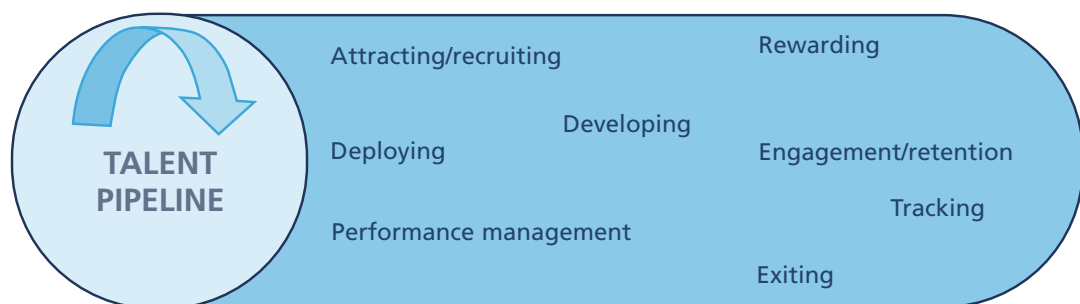 TALENT
PIPELINE
Attracting/recruiting
Rewarding
Developing
Deploying
Engagement/retention
Tracking
Performance management
Exiting